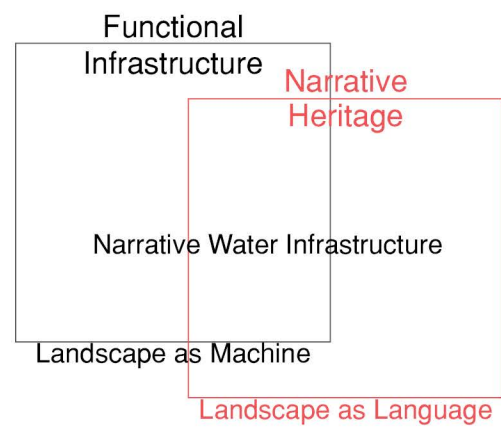 Functional
Infrastructure
Narrative
Heritage
Narrative Water Infrastructure
Landscape as Machine
Landscape as Language